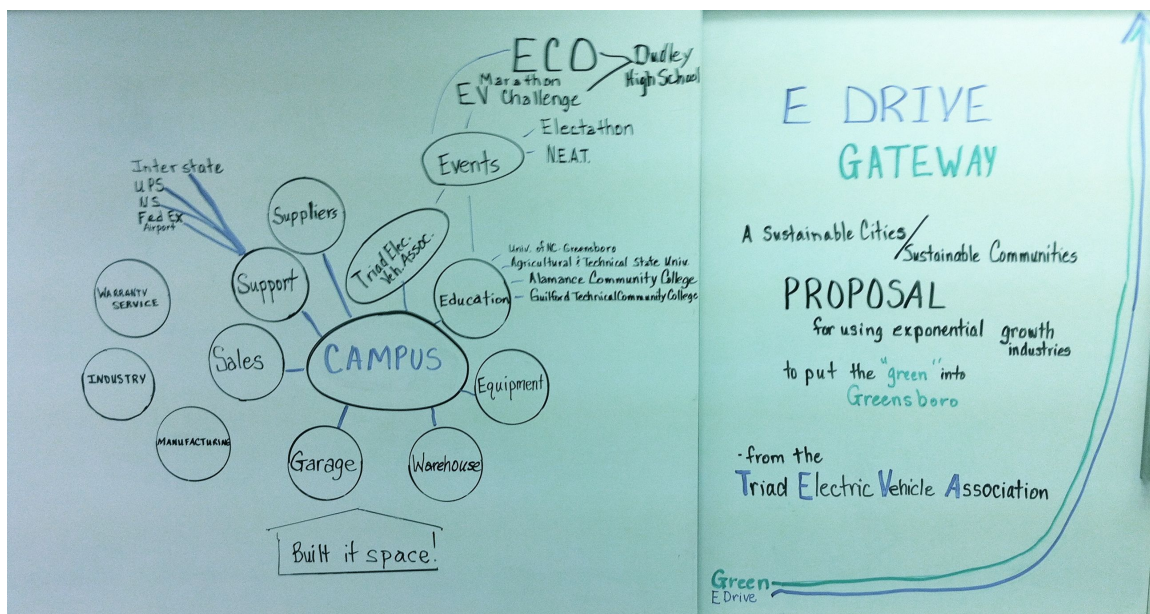 ECO
Marathon
EV Challenge
Dudley
High School
Electathon
N.E.A.T.
Events
Interstate
UPS
NS
Fed Ex
Airport
Suppliers
Triad Elec.
Veh. Assoc.
Support
Univ. of NC Greensboro
Agricultural & Technical State Univ.
Alamance Community College
Guilford Technical Community College
Education
WARRANTY
SERVICE
Sales
CAMPUS
INDUSTRY
Equipment
MANUFACTURING
Garage
Warehouse
Built it space!
E DRIVE
GATEWAY
A Sustainable Cities/
Sustainable Communities
PROPOSAL
for using exponential growth
industries
to put the "green" into
Greensboro
-from the
Triad Electric Vehicle Association
Green
E Drive